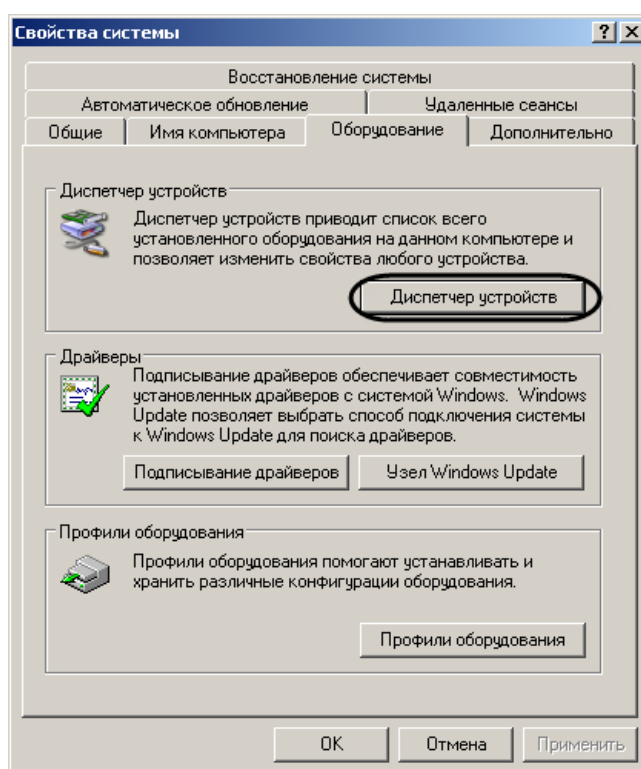 Свойства системы
Восстановление системы
Автоматическое обновление Удаленные сеансы
Общие Имя компьютера Оборудование Дополнительно
Диспетчер устройств
Диспетчер устройств приводит список всего
установленного оборудования на данном компьютере и
позволяет изменить свойства любого устройства.
Диспетчер устройств
Драйверы
Подписывание драйверов обеспечивает совместимость
установленных драйверов с системой Windows. Windows
Update позволяет выбрать способ подключения системы
к Windows Update для поиска драйверов.
Подписывание драйверов Узел Windows Update
Профили оборудования
Профили оборудования помогают устанавливать и
хранить различные конфигурации оборудования.
Профили оборудования
OK Отмена Применить